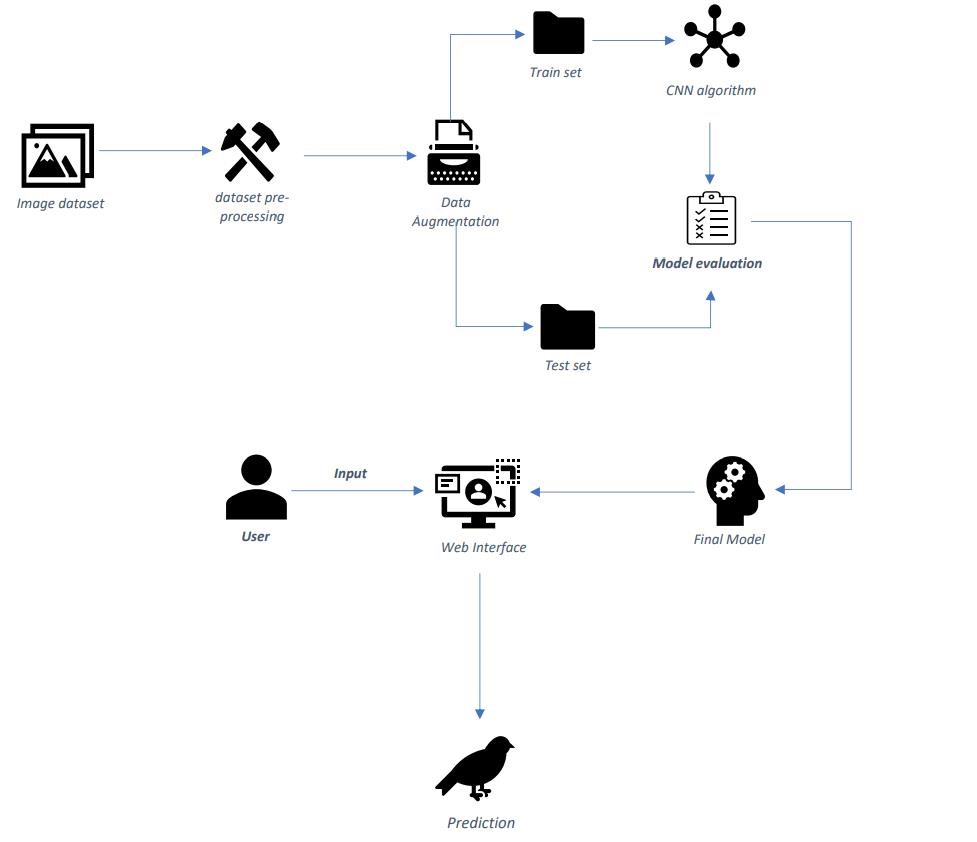 Train set
CNN algorithm
Image dataset
dataset pre-
processing
Data
Augmentation
Model evaluation
Test set
Input
User
Web Interface
Final Model
Prediction